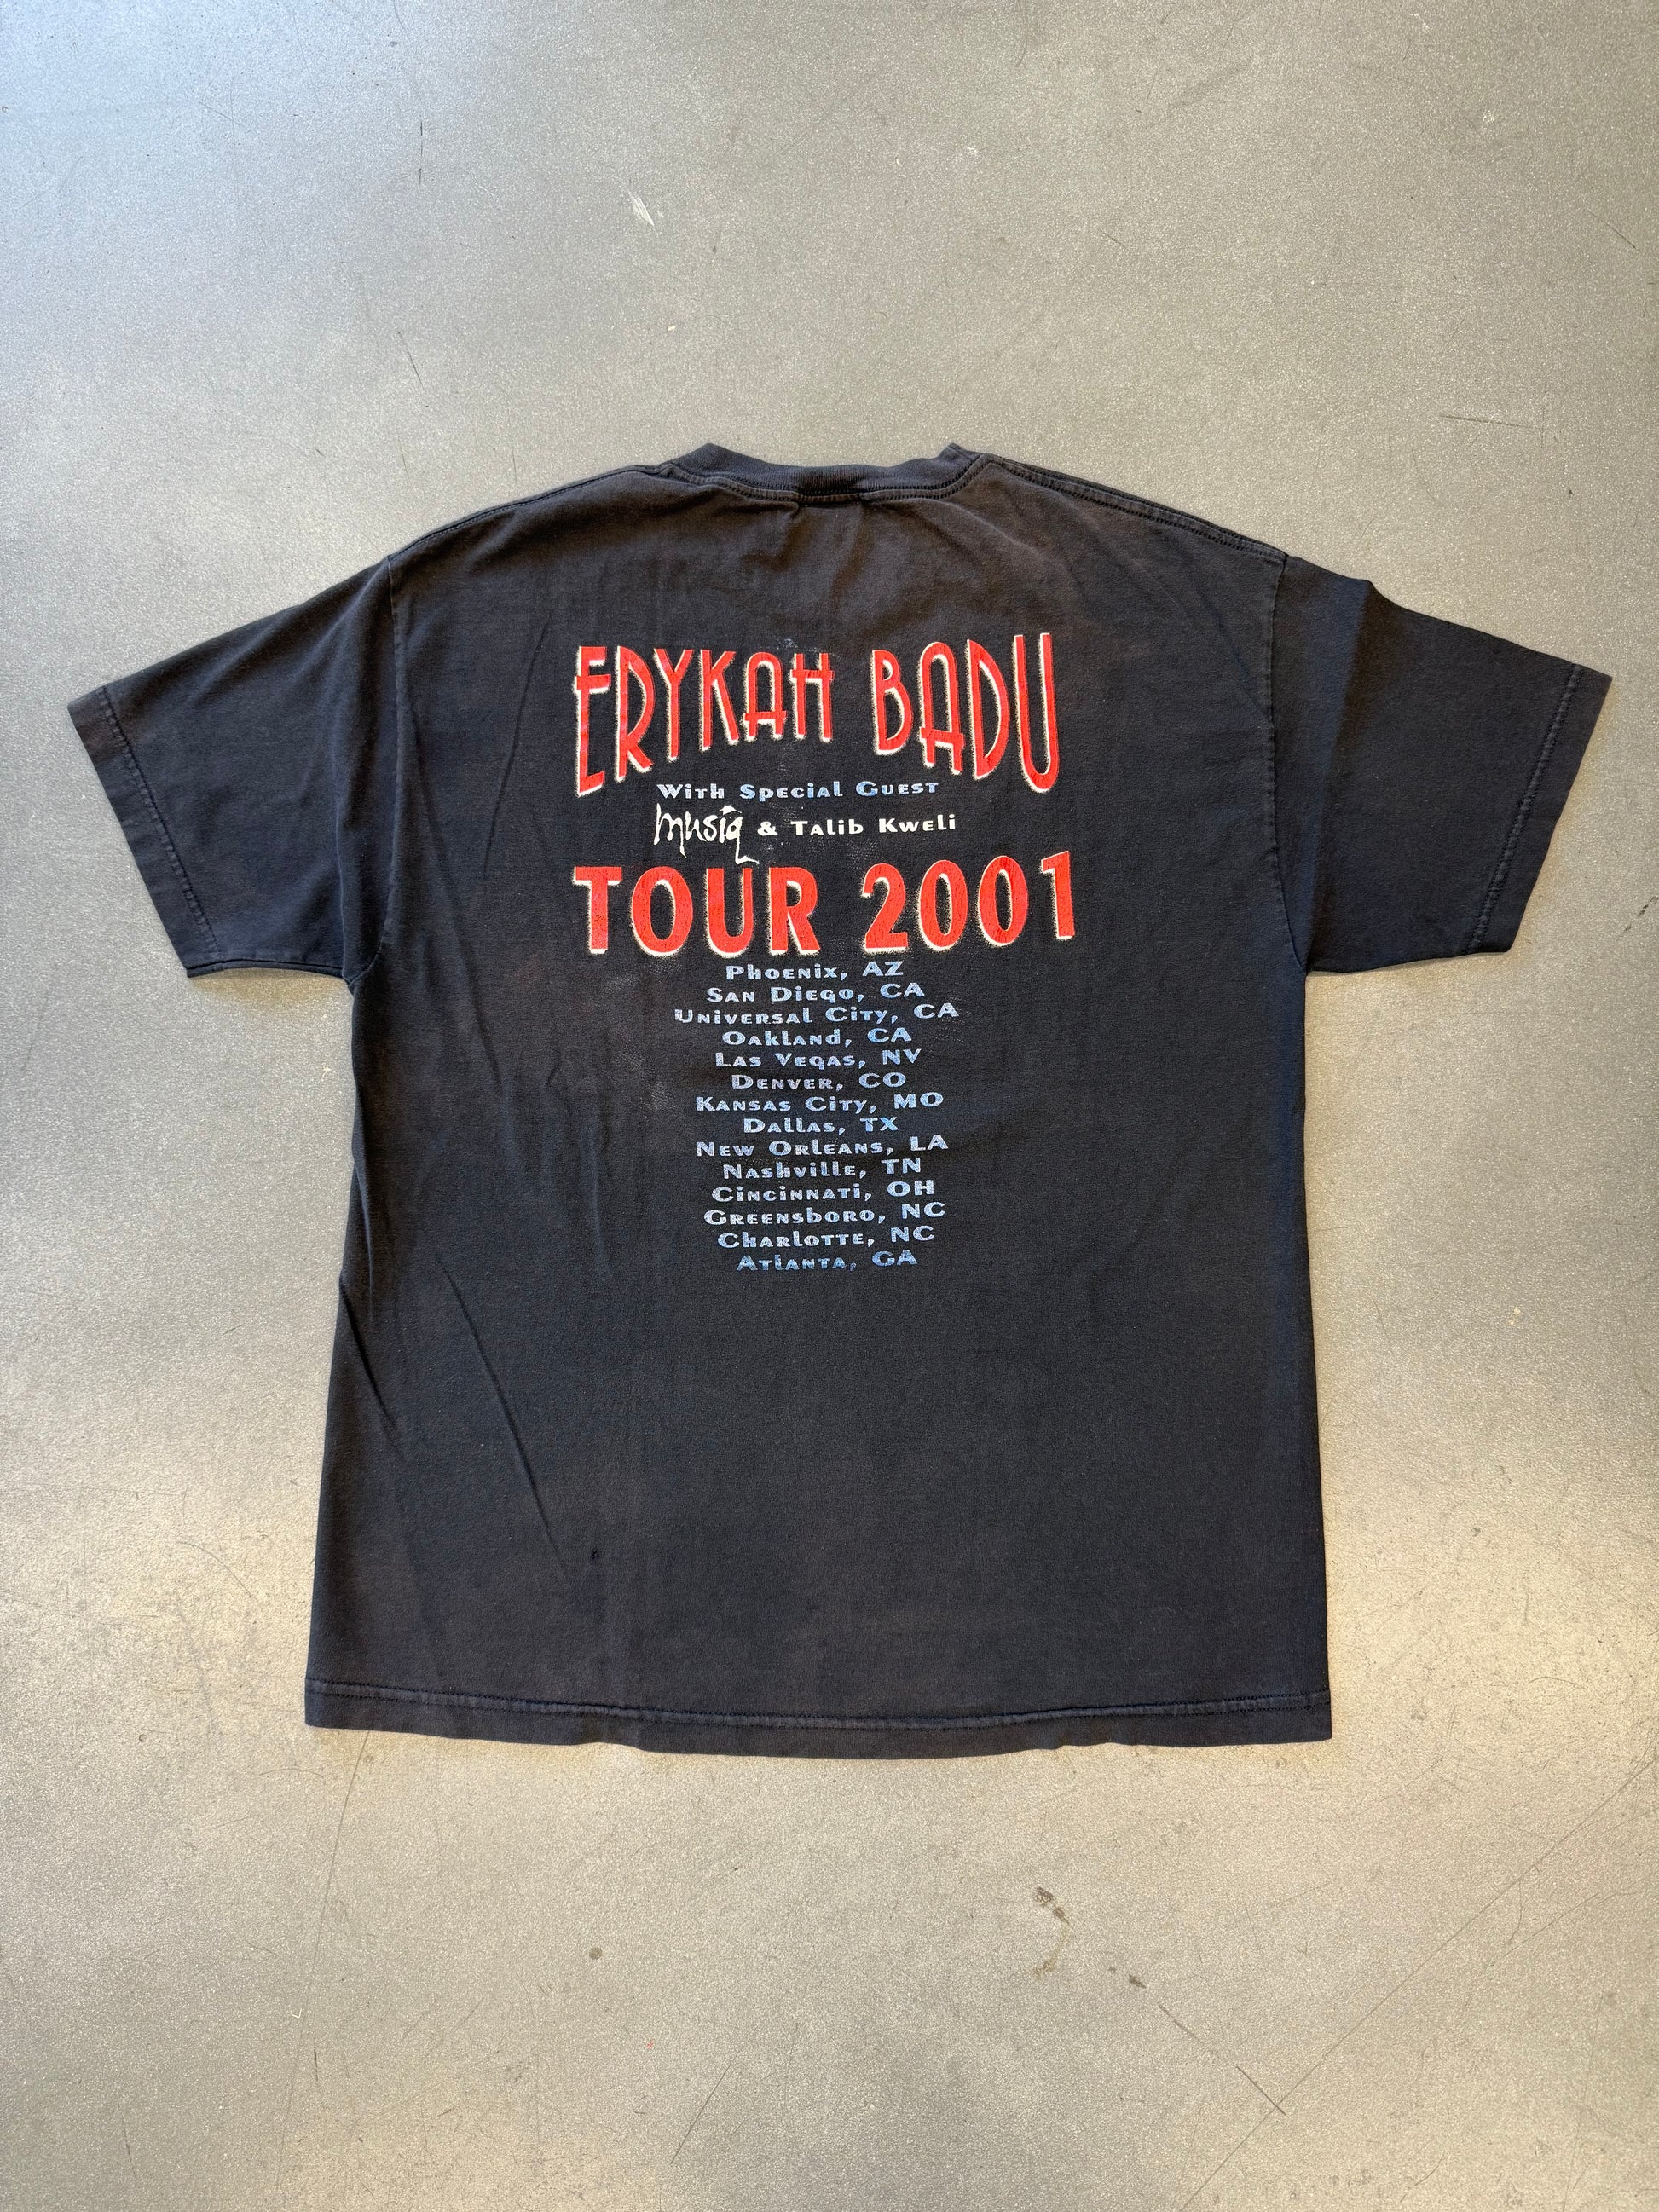 ERYKAH BADU
With Special Guest
musiq & Talib Kweli
TOUR 2001
Phoenix, AZ
San Diego, CA
Universal City, CA
Oakland, CA
Las Vegas, NV
Denver, CO
Kansas City, MO
Dallas, TX
New Orleans, LA
Nashville, TN
Cincinnati, OH
Greensboro, NC
Charlotte, NC
Atlanta, GA